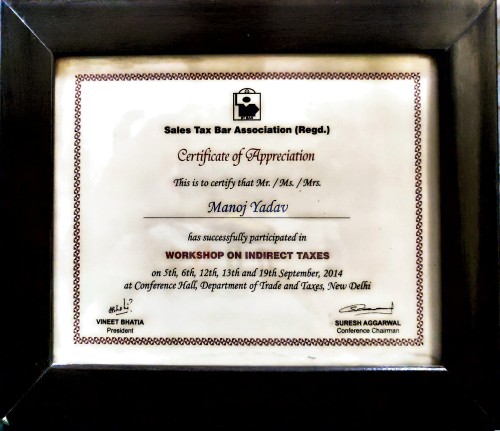 Sales Tax Bar Association (Regd.)
Certificate of Appreciation
This is to certify that Mr. / Ms. / Mrs.
Manoj Yadav
has successfully participated in
WORKSHOP ON INDIRECT TAXES
on 5th, 6th, 12th, 13th and 19th September, 2014
at Conference Hall, Department of Trade and Taxes, New Delhi
VINEET BHATIA
President
SURESH AGGARWAL
Conference Chairman